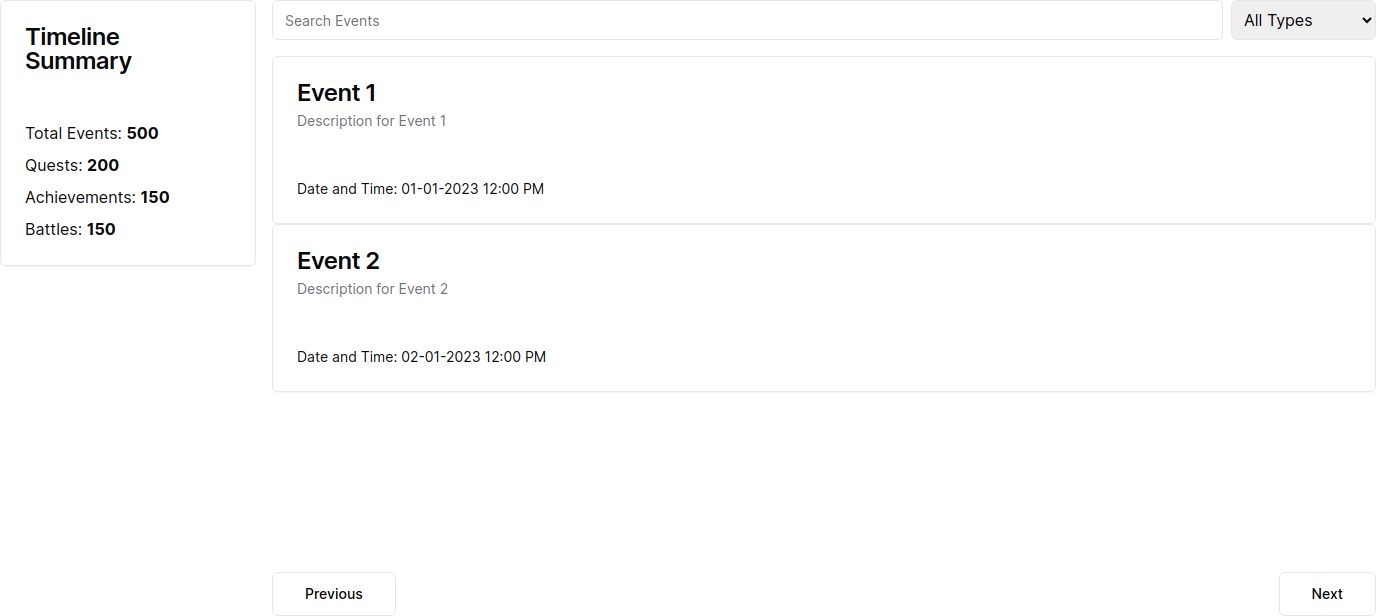 Timeline
Summary
Total Events: 500
Quests: 200
Achievements: 150
Battles: 150
Search Events
All Types
Event 1
Description for Event 1
Date and Time: 01-01-2023 12:00 PM
Event 2
Description for Event 2
Date and Time: 02-01-2023 12:00 PM
Previous
Next